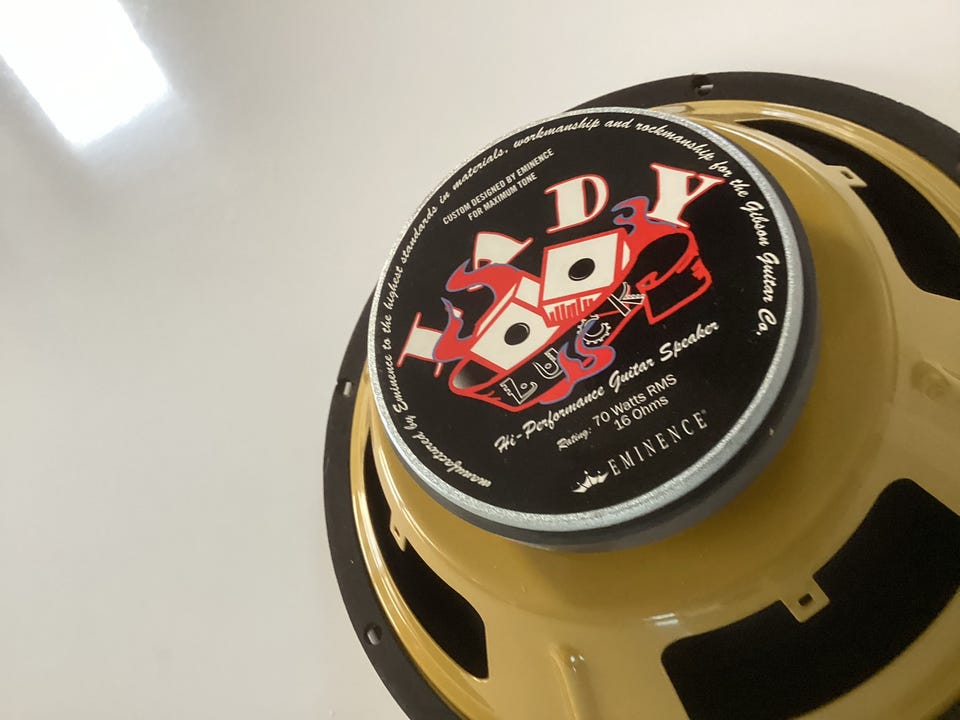 manufactured by Eminence to the highest standards in materials, workmanship and rockmanship for the Gibson Guitar Co.
CUSTOM DESIGNED BY EMINENCE
FOR MAXIMUM TONE
LADY
LUCK
Hi-Performance Guitar Speaker
Rating: 70 Watts RMS
16 Ohms
EMINENCE®